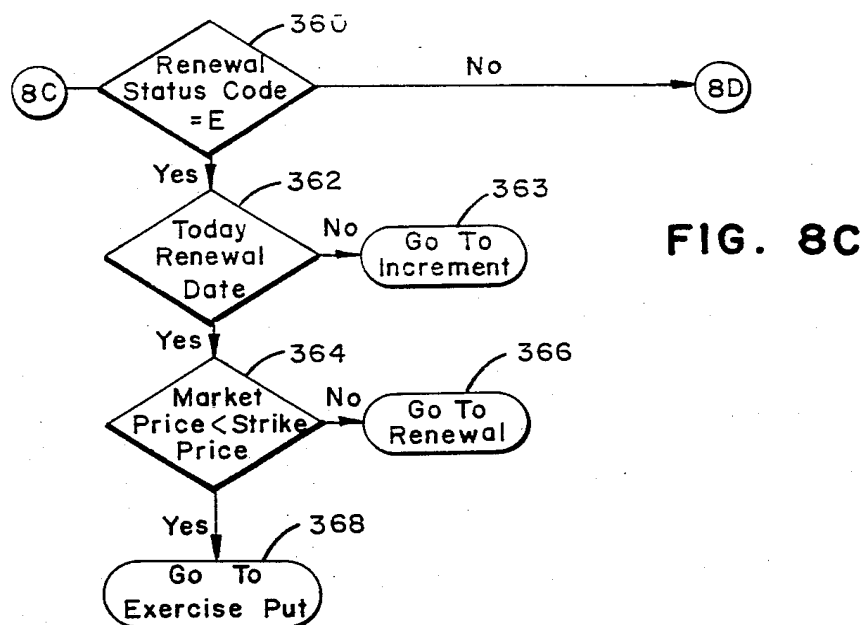 360
8C
Renewal
Status Code
= E
No
8D
Yes
362
363
Today
Renewal
Date
No
Go To
Increment
FIG. 8C
Yes
364
366
Market
Price < Strike
Price
No
Go To
Renewal
Yes
368
Go To
Exercise Put